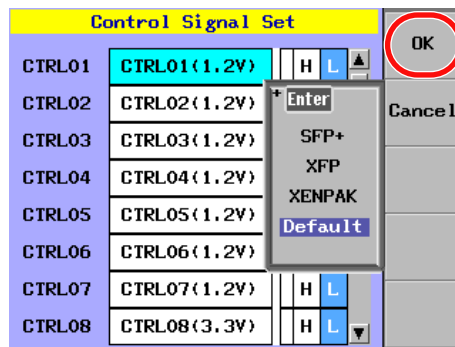 Control Signal Set
OK
CTRL01 CTRL01(1.2V) H L
CTRL02 CTRL02(1.2V) Enter Cancel
CTRL03 CTRL03(1.2V) SFP+
CTRL04 CTRL04(1.2V) XFP
XENPAK
CTRL05 CTRL05(1.2V) Default
CTRL06 CTRL06(1.2V)
CTRL07 CTRL07(1.2V) H L
CTRL08 CTRL08(3.3V) H L